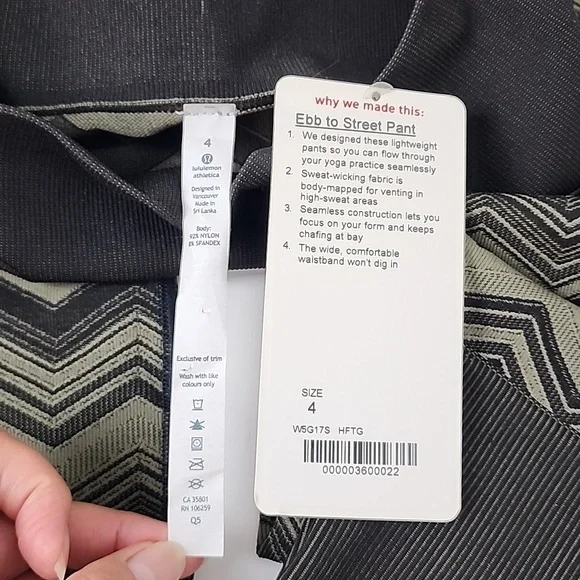 4
lululemon
athletica
Designed in
Vancouver
Made in
Sri Lanka
Body:
92% NYLON
8% SPANDEX
Exclusive of trim
Wash with like
colours only
CA 35801
RN 106259
Q5
why we made this:
Ebb to Street Pant
1. We designed these lightweight
pants so you can flow through
your yoga practice seamlessly
2. Sweat-wicking fabric is
body-mapped for venting in
high-sweat areas
3. Seamless construction lets you
focus on your form and keeps
chafing at bay
4. The wide, comfortable
waistband won't dig in
SIZE
4
W5G17S HFTG
000003600022